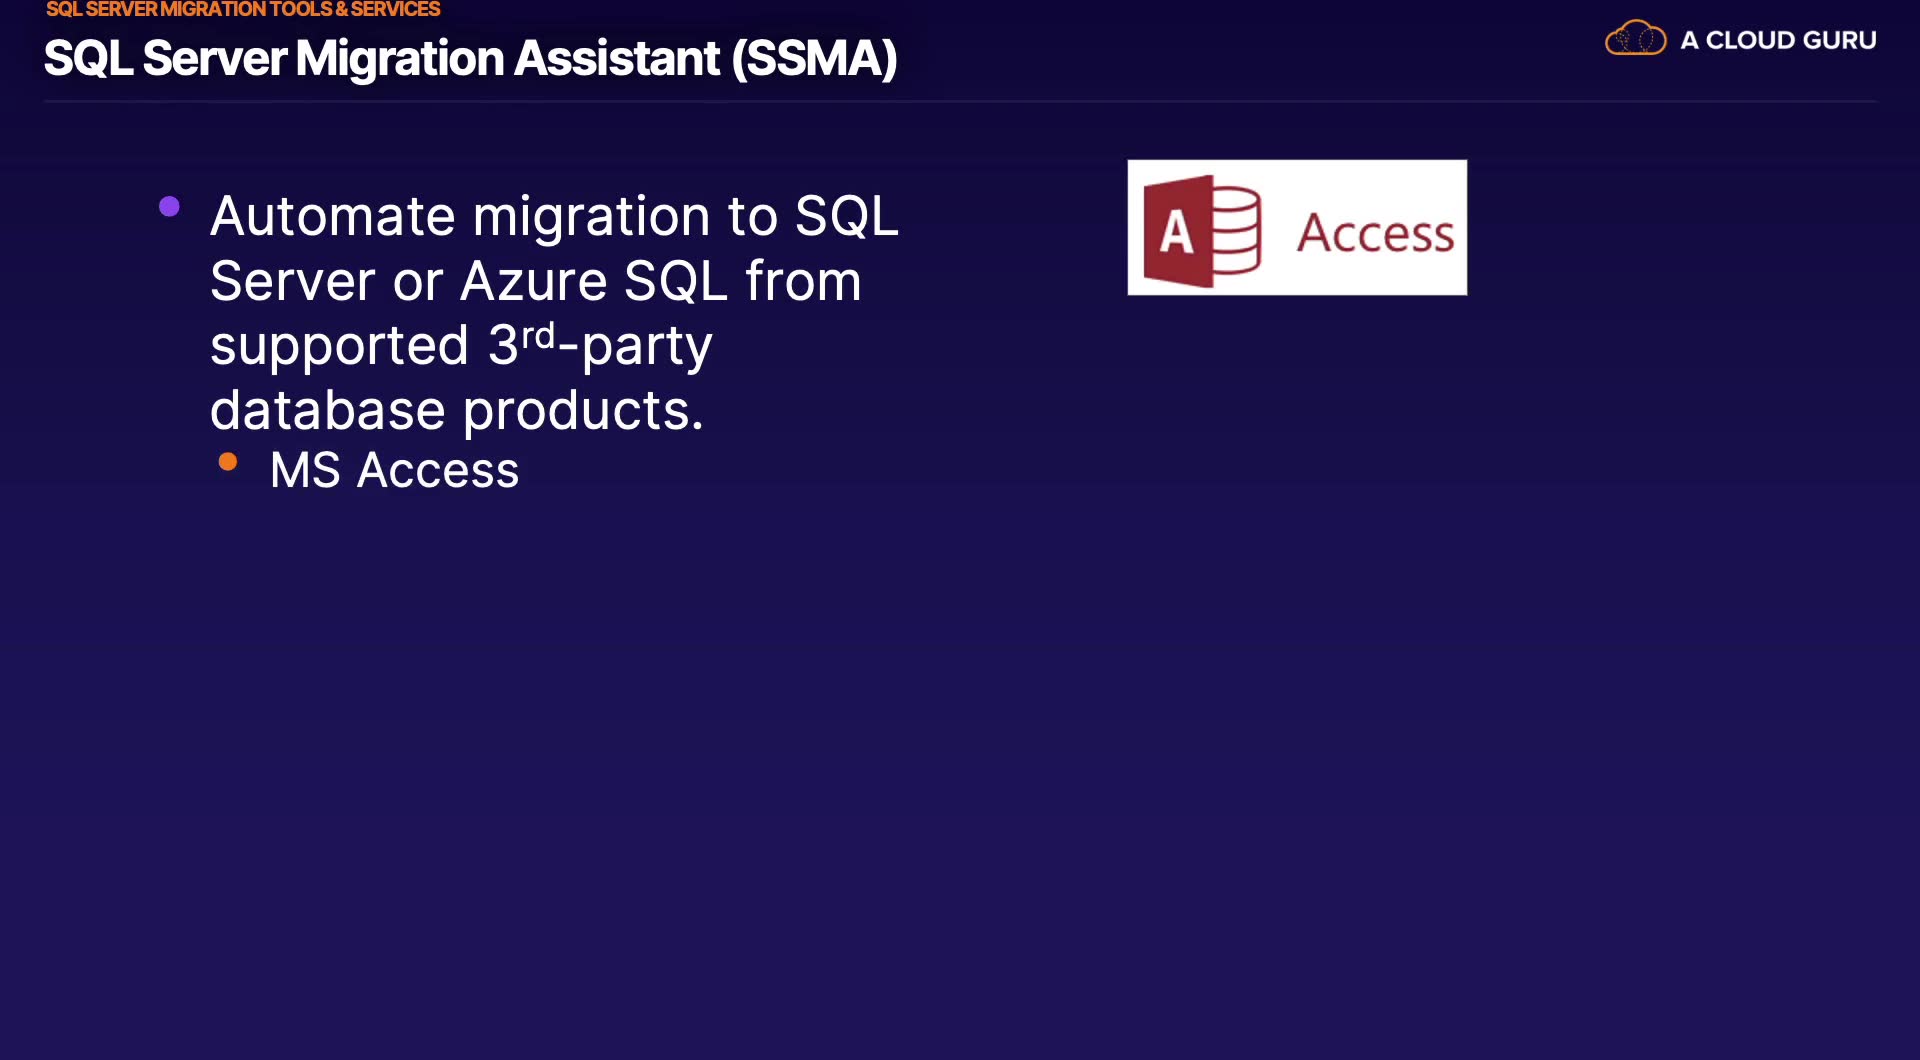 SQL SERVER MIGRATION TOOLS & SERVICES
SQL Server Migration Assistant (SSMA)
A CLOUD GURU
Automate migration to SQL
Server or Azure SQL from
supported 3rd-party
database products.
MS Access
A Access